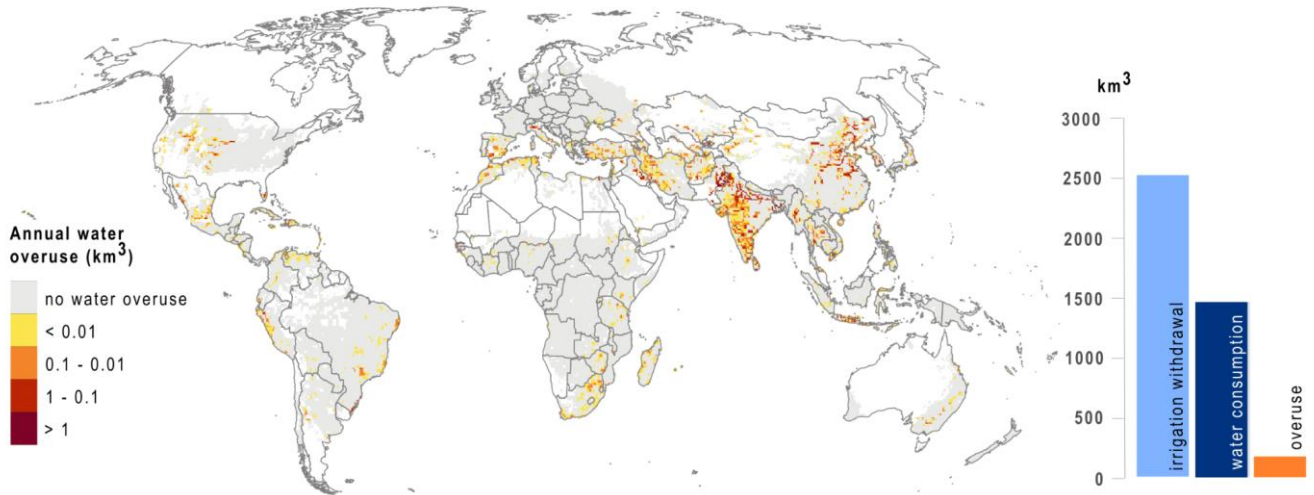 Annual water
overuse (km³)
no water overuse
< 0.01
0.1 - 0.01
1 - 0.1
> 1
km³
3000
2500
2000
1500
1000
500
0
irrigation withdrawal
water consumption
overuse